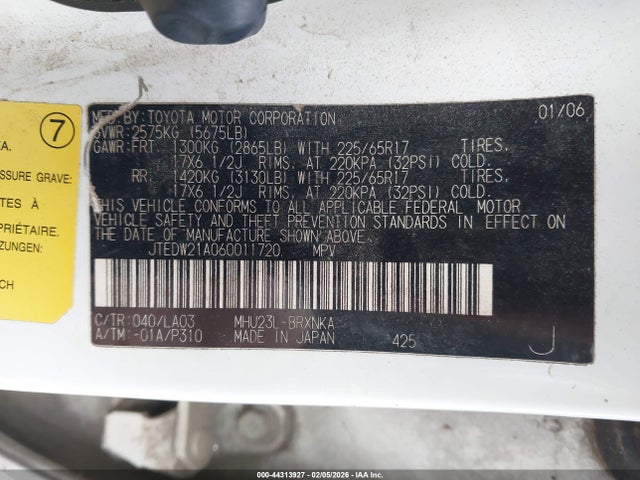 7
A.
SSURE GRAVE:
TES À
PRIÉTAIRE.
ZUNGEN:
CH
MFD. BY: TOYOTA MOTOR CORPORATION 01/06
GVWR: 2575KG (5675LB)
GAWR: FRT. 1300KG (2865LB) WITH 225/65R17 TIRES,
17X6 1/2J RIMS, AT 220KPA (32PSI) COLD.
RR. 1420KG (3130LB) WITH 225/65R17 TIRES,
17X6 1/2J RIMS, AT 220KPA (32PSI) COLD.
THIS VEHICLE CONFORMS TO ALL APPLICABLE FEDERAL MOTOR
VEHICLE SAFETY AND THEFT PREVENTION STANDARDS IN EFFECT ON
THE DATE OF MANUFACTURE SHOWN ABOVE.
JTEDW21A060011720 MPV
C/TR: 040/LA03 MHU23L-BRXNKA
A/TM: -01A/P310 MADE IN JAPAN 425 J
000-44313927 - 02/05/2026 - IAA Inc.